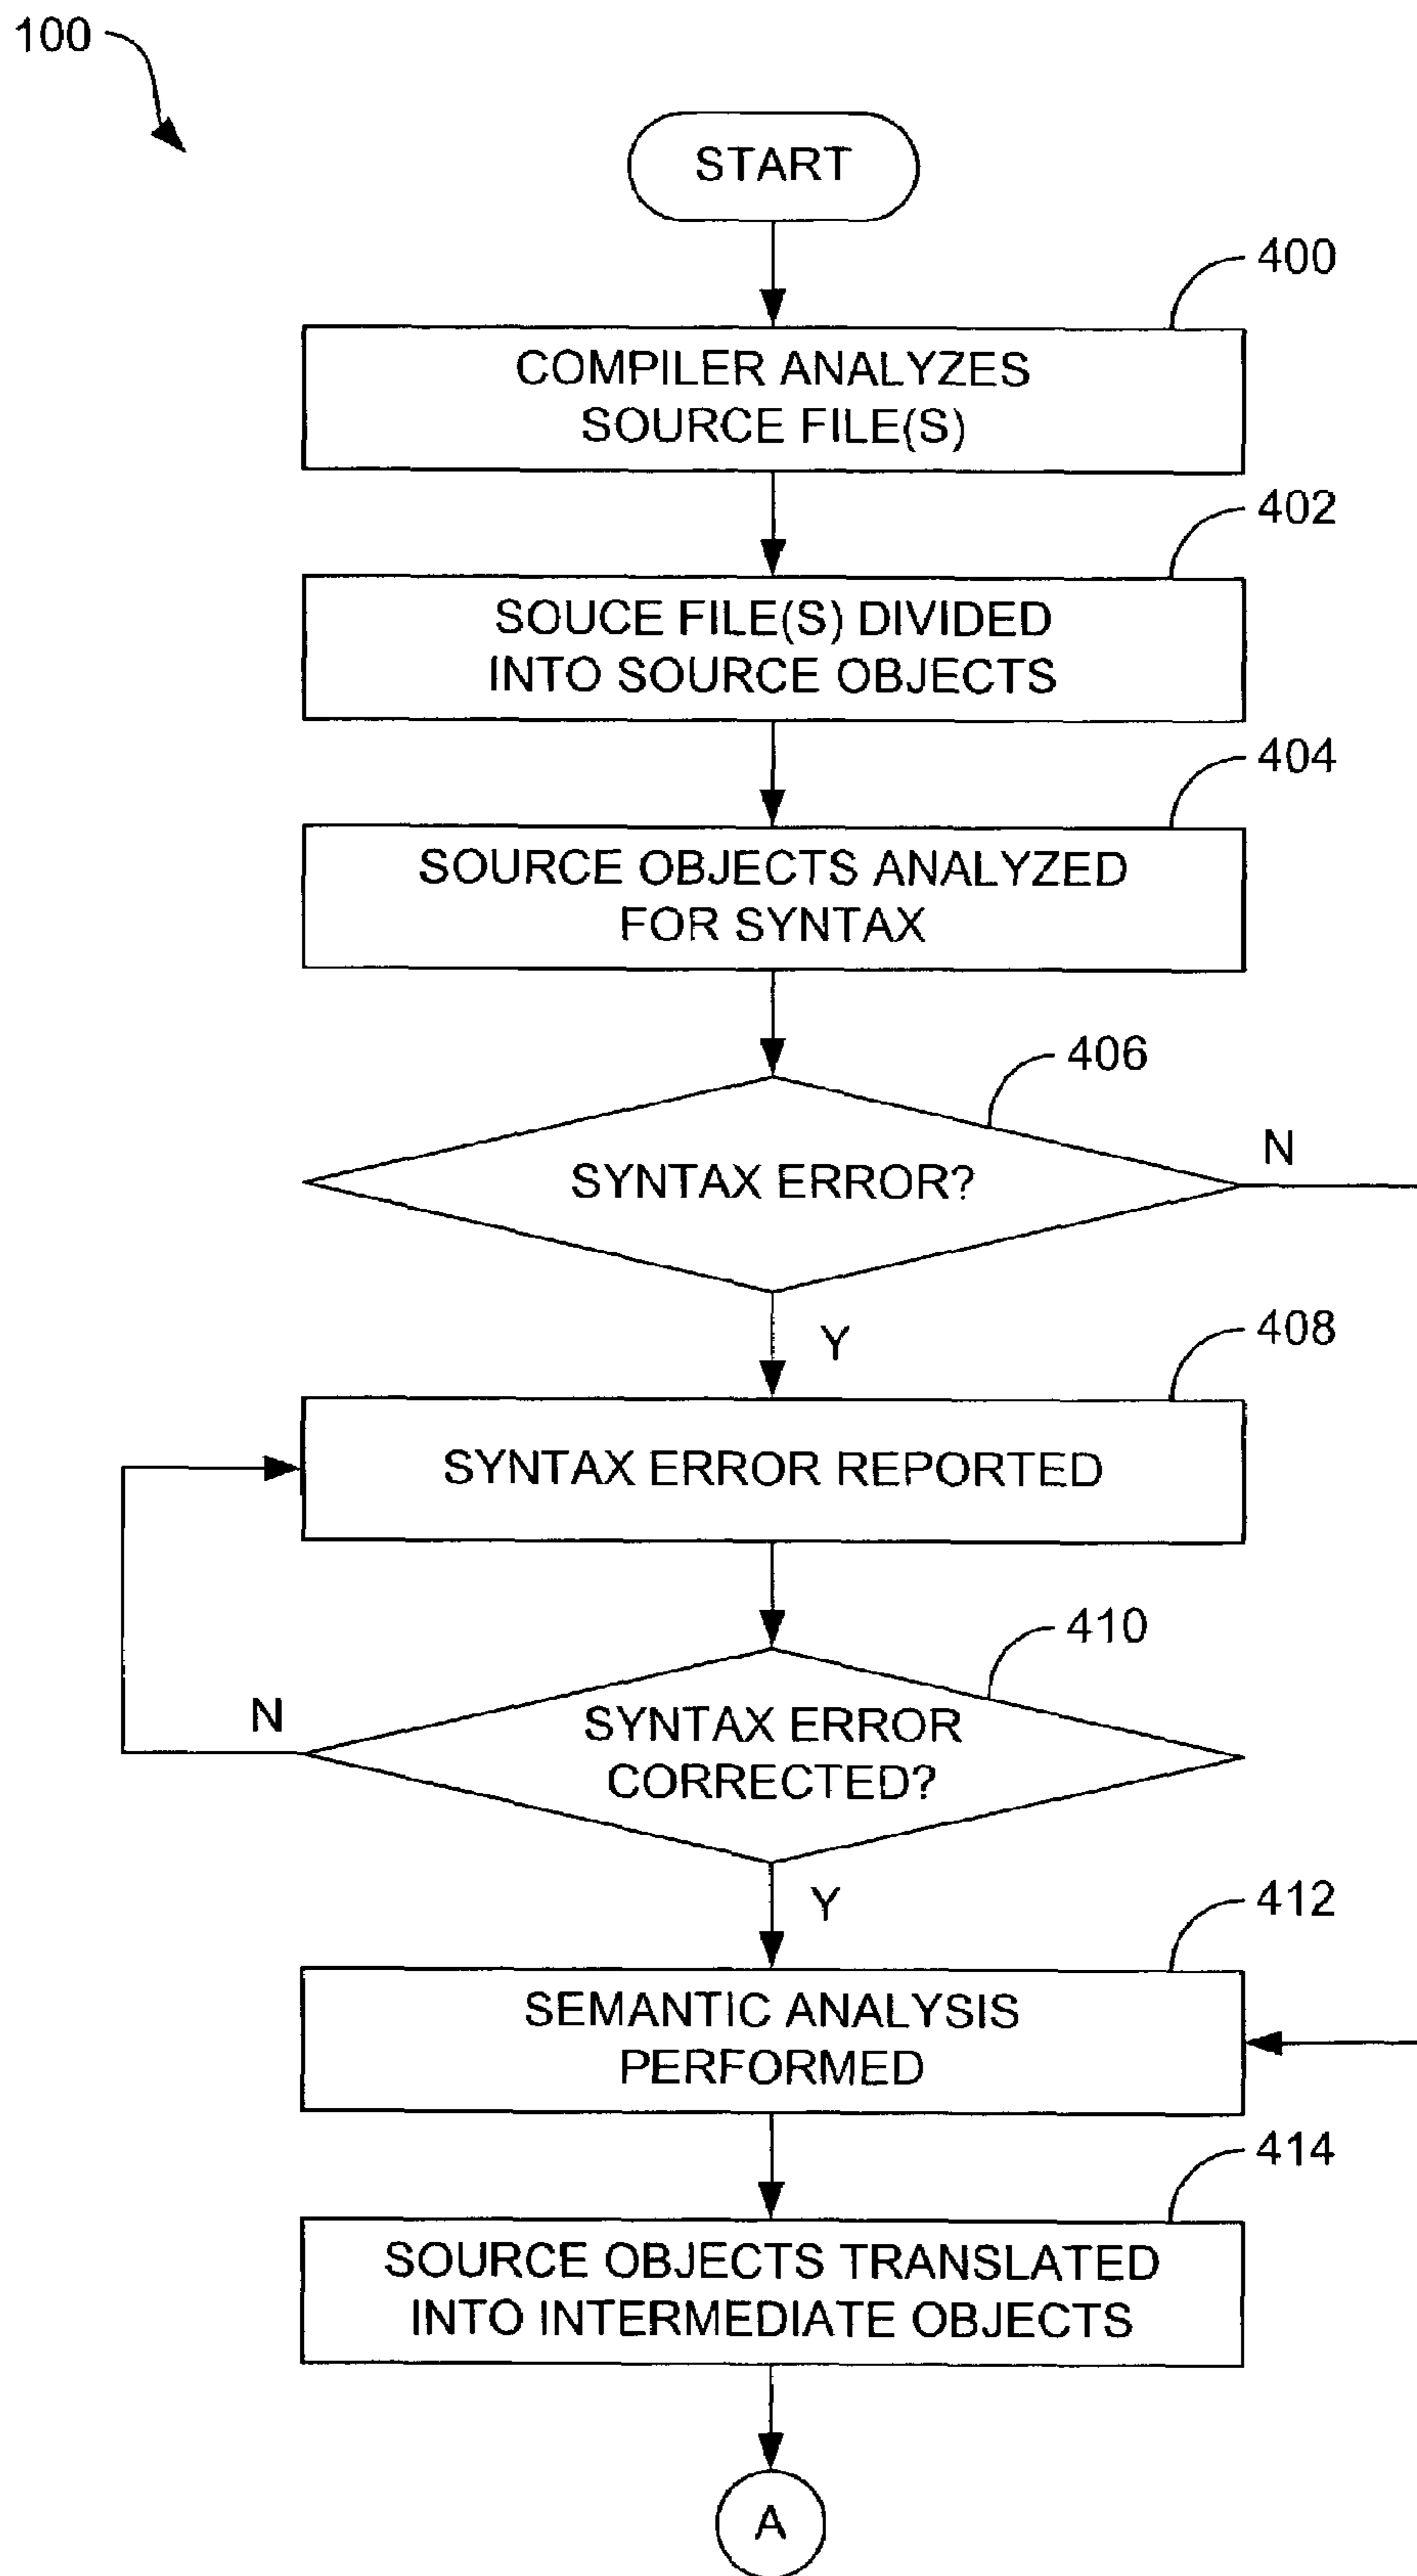 100
START
400
COMPILER ANALYZES
SOURCE FILE(S)
402
SOUCE FILE(S) DIVIDED
INTO SOURCE OBJECTS
404
SOURCE OBJECTS ANALYZED
FOR SYNTAX
406
SYNTAX ERROR?
N
Y
408
SYNTAX ERROR REPORTED
410
SYNTAX ERROR
CORRECTED?
N
Y
412
SEMANTIC ANALYSIS
PERFORMED
414
SOURCE OBJECTS TRANSLATED
INTO INTERMEDIATE OBJECTS
A